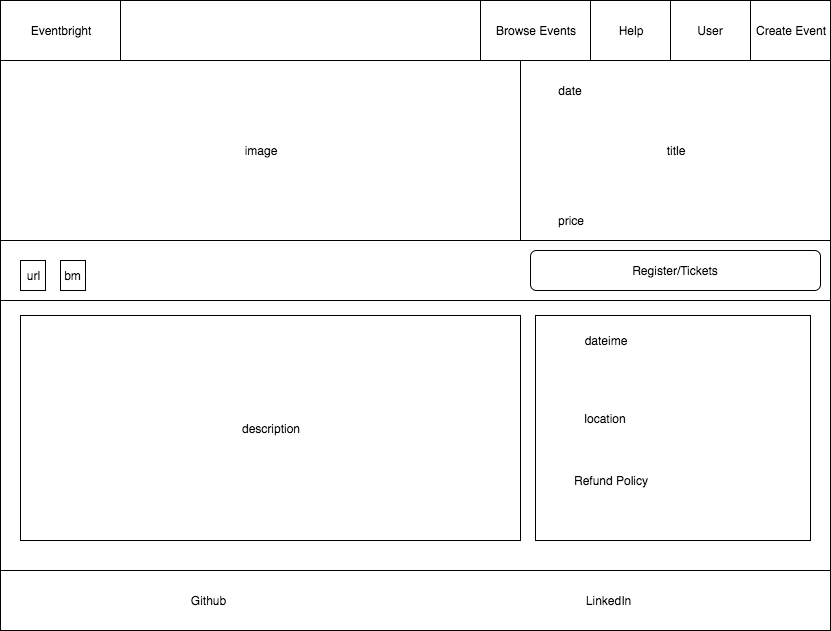 Eventbright
Browse Events
Help
User
Create Event
image
date
title
price
url
bm
Register/Tickets
description
dateime
location
Refund Policy
Github
LinkedIn